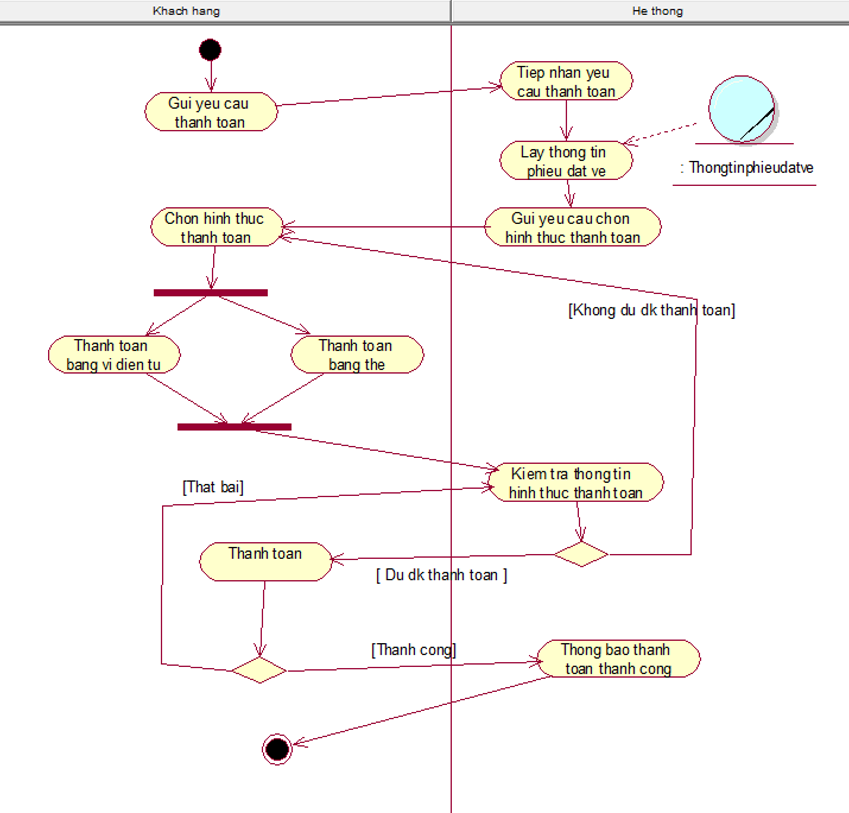 Khach hang
He thong
Gui yeu cau
thanh toan
Tiep nhan yeu
cau thanh toan
Lay thong tin
phieu dat ve
: Thongtinphieudatve
Chon hinh thuc
thanh toan
Gui yeu cau chon
hinh thuc thanh toan
[Khong du dk thanh toan]
Thanh toan
bang vi dien tu
Thanh toan
bang the
Kiem tra thong tin
hinh thuc thanh toan
[That bai]
Thanh toan
[ Du dk thanh toan ]
[Thanh cong]
Thong bao thanh
toan thanh cong